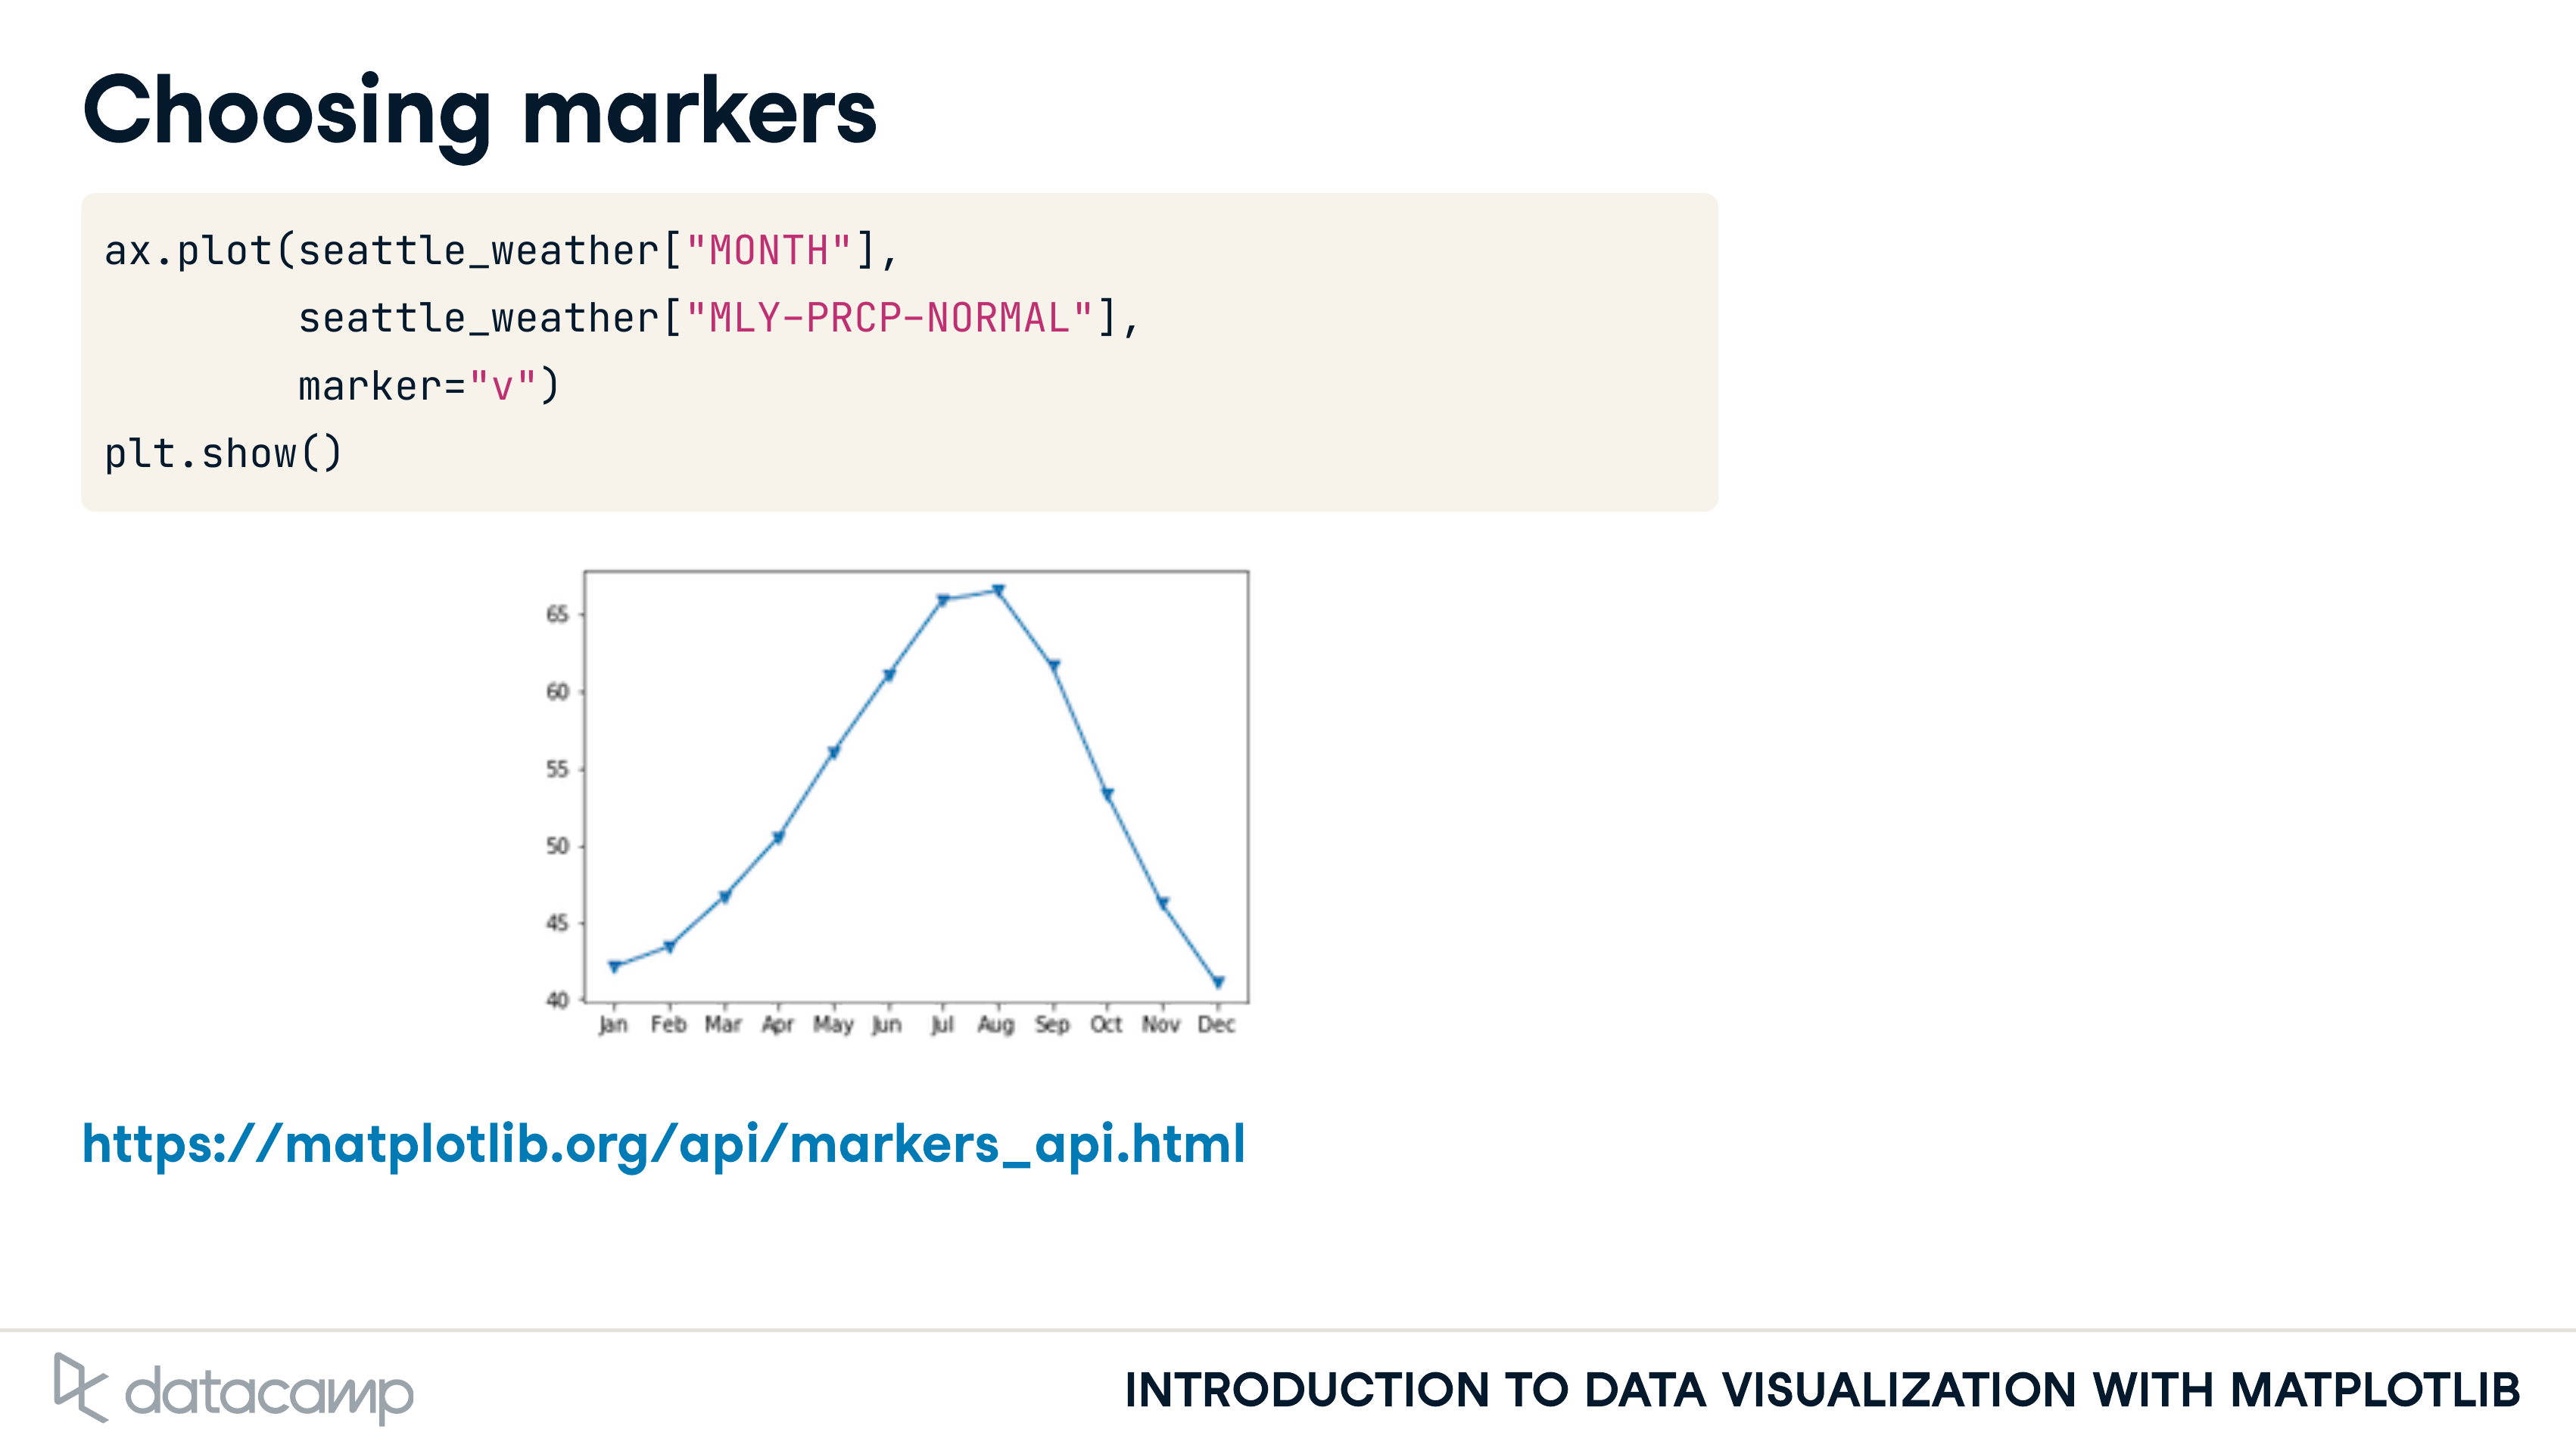 Choosing markers
ax.plot(seattle_weather["MONTH"],
seattle_weather["MLY-PRCP-NORMAL"],
marker="v")
plt.show()
65
60
55
50
45
40
Jan Feb Mar Apr May Jun Jul Aug Sep Oct Nov Dec
https://matplotlib.org/api/markers_api.html
datacamp
INTRODUCTION TO DATA VISUALIZATION WITH MATPLOTLIB